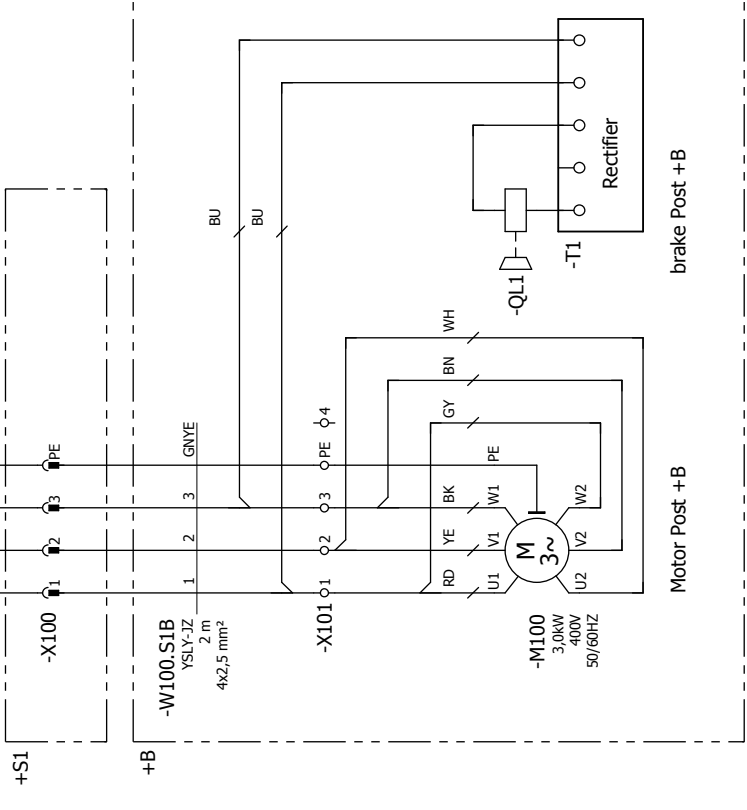 +S1
-X100
1
2
3
PE
+B
-W100.S1B
YSLY-JZ
2 m
4x2,5 mm²
1
2
3
GNYE
BU
BU
-X101
1
2
3
PE
4
RD
YE
BK
PE
GY
BN
WH
U1
V1
W1
M
3~
U2
V2
W2
-M100
3,0kW
400V
50/60HZ
-QL1
-T1
Rectifier
Motor Post +B
brake Post +B